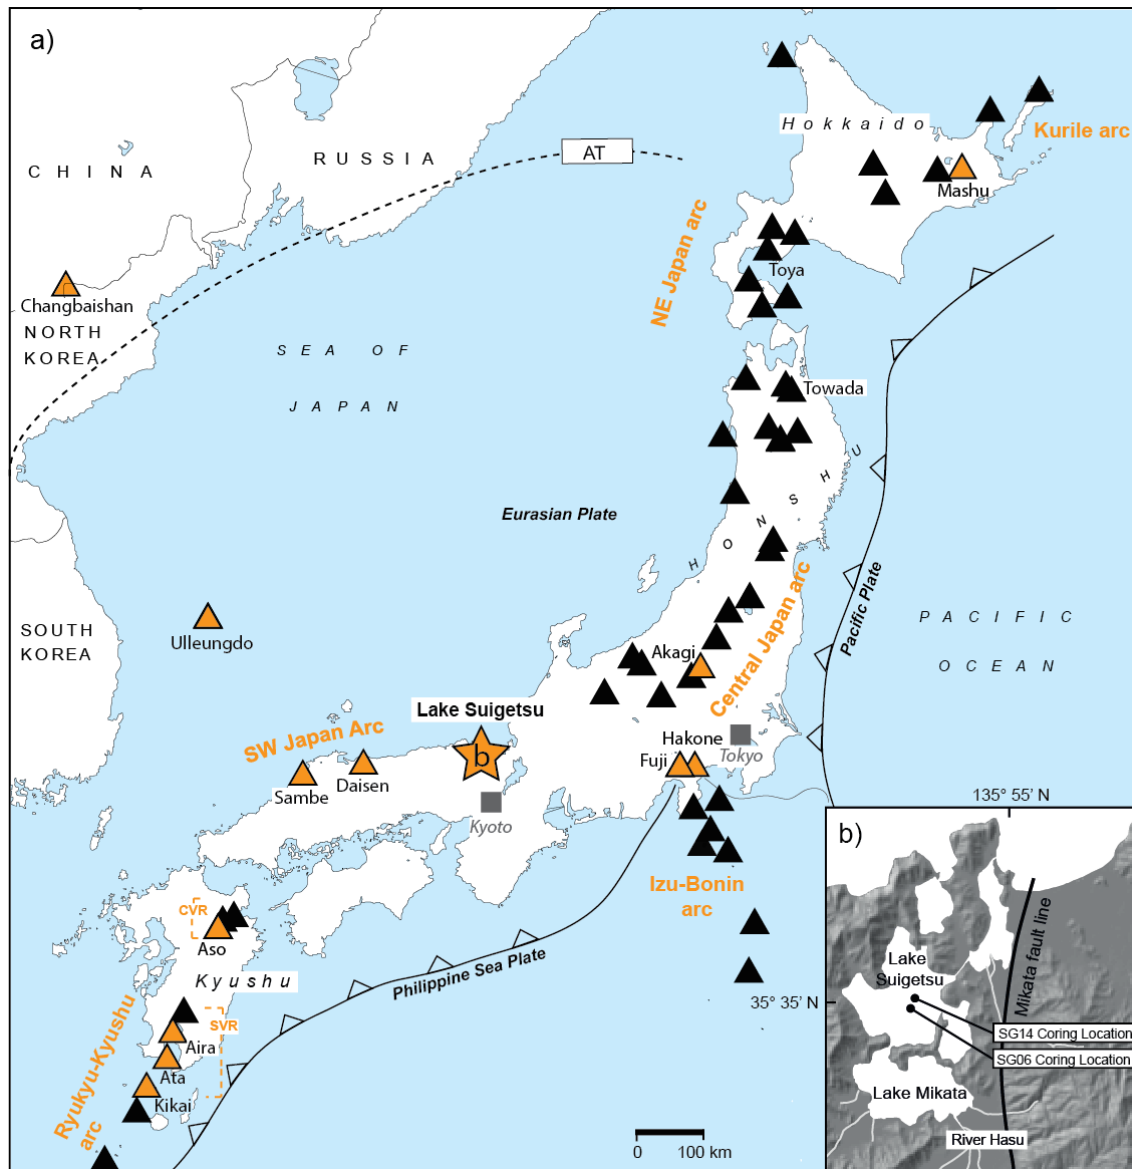 a)
Hokkaido
Kurile arc
RUSSIA
AT
CHINA
Mashu
NE Japan arc
Toya
Changbaishan
NORTH
KOREA
SEA OF
JAPAN
Towada
HONSHU
Eurasian Plate
Pacific Plate
PACIFIC
OCEAN
SOUTH
KOREA
Ulleungdo
Akagi
Central Japan arc
Lake Suigetsu
b
SW Japan Arc
Hakone
Fuji
Tokyo
Sambe
Daisen
Kyoto
135° 55’ N
Izu-Bonin
arc
CVR
Aso
Kyushu
Philippine Sea Plate
SVR
Aira
Ata
Kikai
Ryukyu-Kyushu
arc
0 100 km
b)
Lake
Suigetsu
Mikata fault line
35° 35’ N
SG14 Coring Location
SG06 Coring Location
Lake Mikata
River Hasu